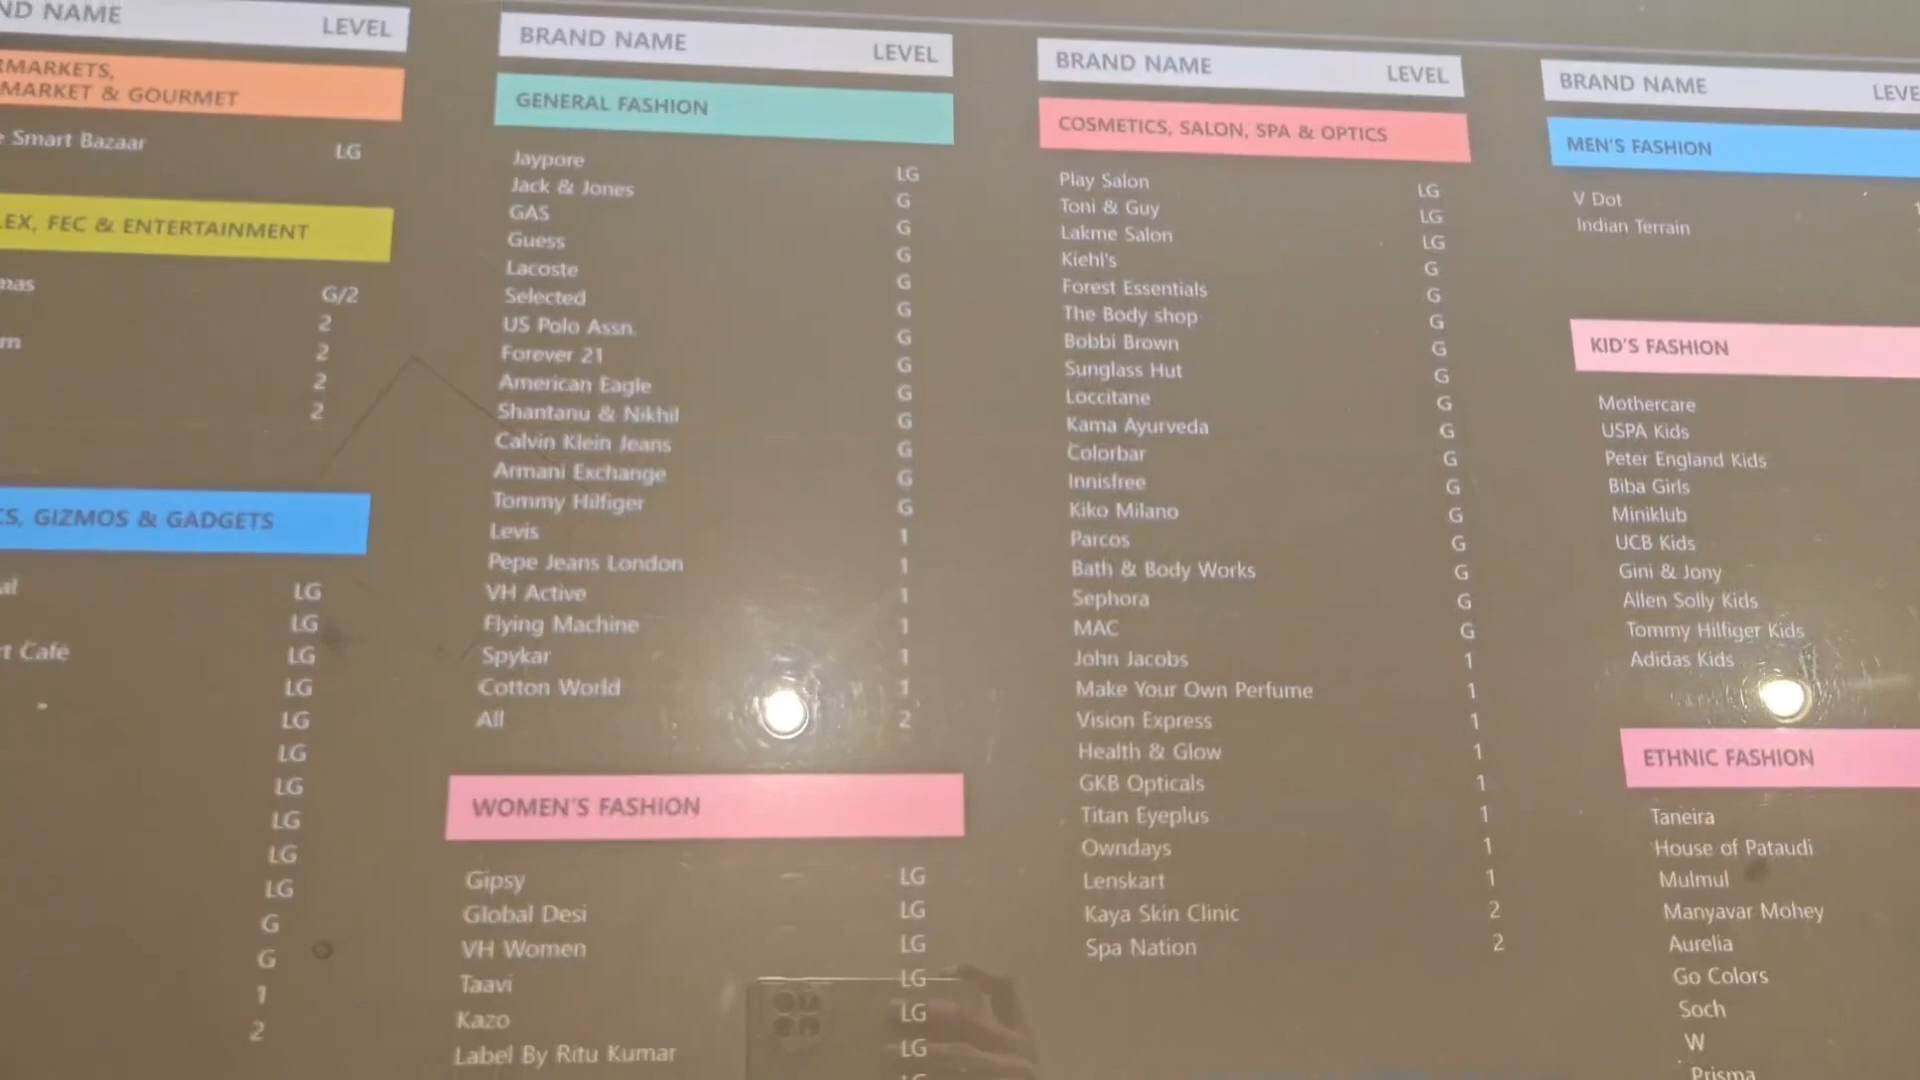 ND NAME LEVEL
RMARKETS,
MARKET & GOURMET
e Smart Bazaar LG
LEX, FEC & ENTERTAINMENT
mas G/2
2
rn 2
2
2
CS, GIZMOS & GADGETS
al LG
LG
t Cafe LG
LG
LG
LG
LG
LG
LG
LG
G
G
1
2
BRAND NAME LEVEL
GENERAL FASHION
Jaypore LG
Jack & Jones G
GAS G
Guess G
Lacoste G
Selected G
US Polo Assn. G
Forever 21 G
American Eagle G
Shantanu & Nikhil G
Calvin Klein Jeans G
Armani Exchange G
Tommy Hilfiger G
Levis 1
Pepe Jeans London 1
VH Active 1
Flying Machine 1
Spykar 1
Cotton World 1
All 2
WOMEN'S FASHION
Gipsy LG
Global Desi LG
VH Women LG
Taavi LG
Kazo LG
Label By Ritu Kumar LG
BRAND NAME LEVEL
COSMETICS, SALON, SPA & OPTICS
Play Salon LG
Toni & Guy LG
Lakme Salon LG
Kiehl's G
Forest Essentials G
The Body shop G
Bobbi Brown G
Sunglass Hut G
Loccitane G
Kama Ayurveda G
Colorbar G
Innisfree G
Kiko Milano G
Parcos G
Bath & Body Works G
Sephora G
MAC G
John Jacobs 1
Make Your Own Perfume 1
Vision Express 1
Health & Glow 1
GKB Opticals 1
Titan Eyeplus 1
Owndays 1
Lenskart 1
Kaya Skin Clinic 2
Spa Nation 2
BRAND NAME LEVE
MEN'S FASHION
V Dot 1
Indian Terrain
KID'S FASHION
Mothercare
USPA Kids
Peter England Kids
Biba Girls
Miniklub
UCB Kids
Gini & Jony
Allen Solly Kids
Tommy Hilfiger Kids
Adidas Kids
ETHNIC FASHION
Taneira
House of Pataudi
Mulmul
Manyavar Mohey
Aurelia
Go Colors
Soch
W
Prisma